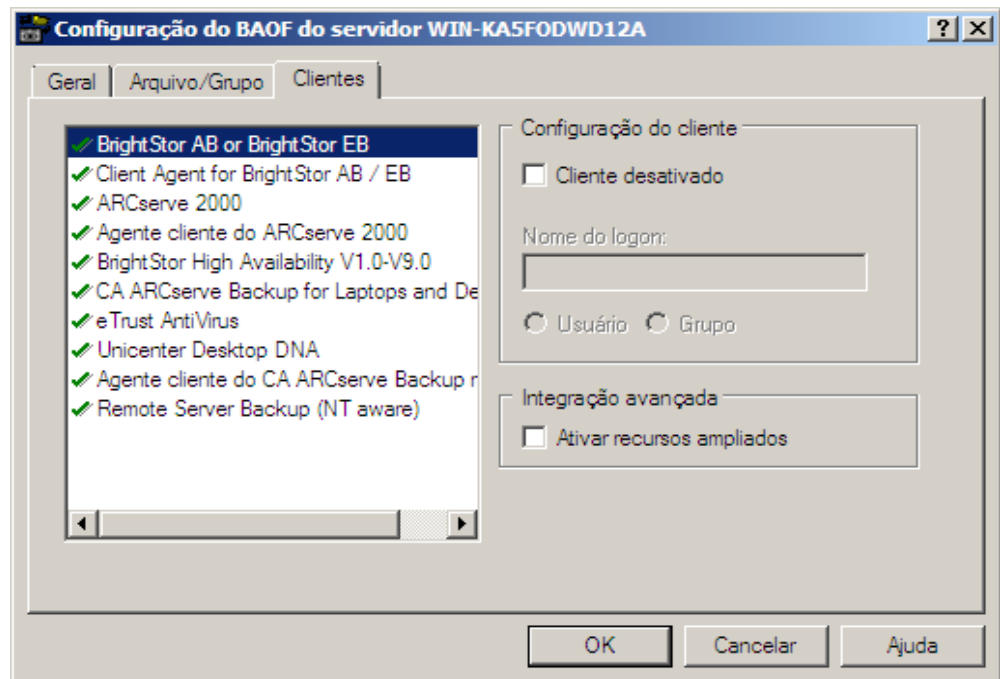 Configuração do BAOF do servidor WIN-KA5FODWD12A
Geral
Arquivo/Grupo
Clientes
BrightStor AB or BrightStor EB
Client Agent for BrightStor AB / EB
ARCserve 2000
Agente cliente do ARCserve 2000
BrightStor High Availability V1.0-V9.0
CA ARCserve Backup for Laptops and De
eTrust AntiVirus
Unicenter Desktop DNA
Agente cliente do CA ARCserve Backup r
Remote Server Backup (NT aware)
Configuração do cliente
Cliente desativado
Nome do logon:
Usuário
Grupo
Integração avançada
Ativar recursos ampliados
OK
Cancelar
Ajuda